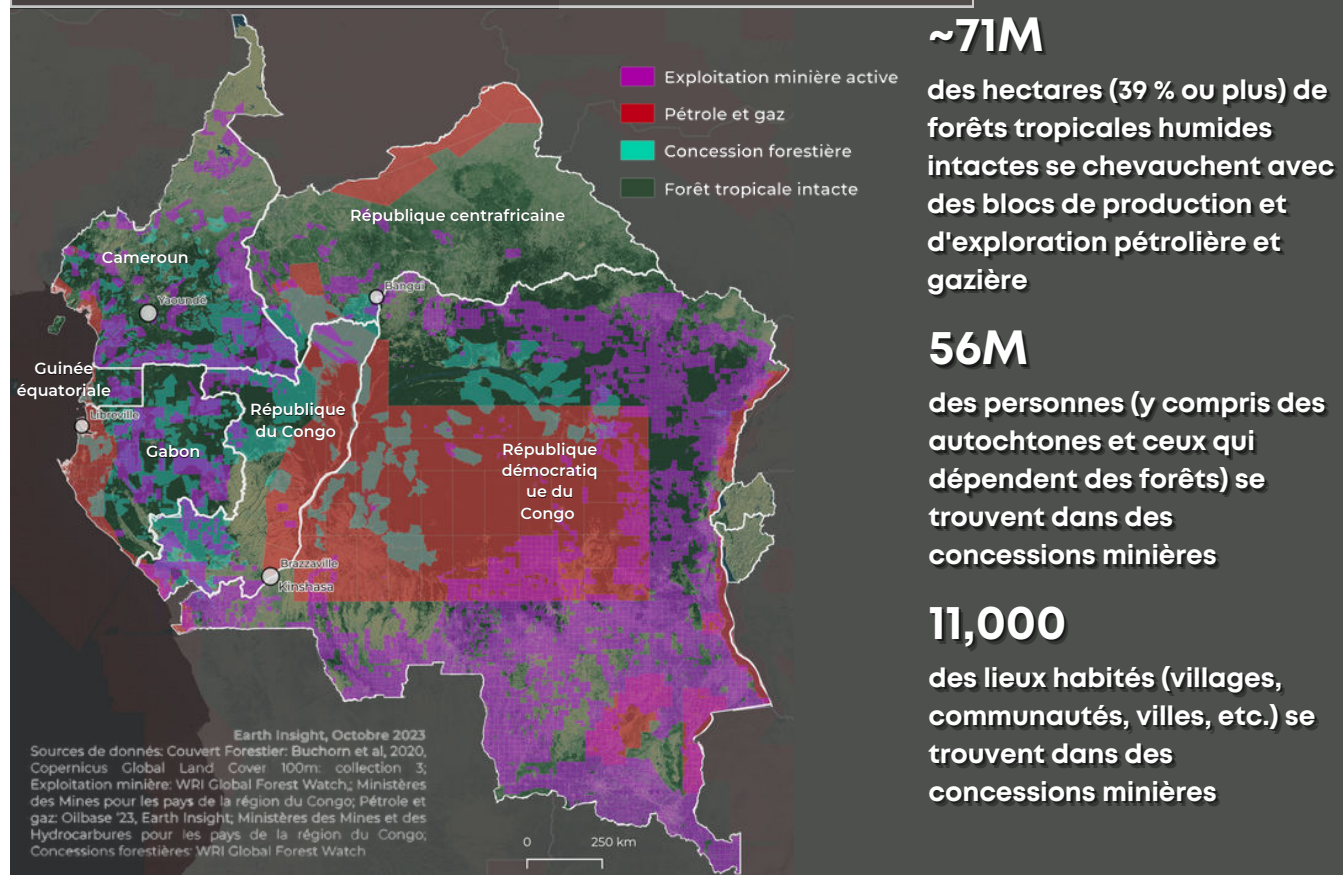 Exploitation minière active
Pétrole et gaz
Concession forestière
Forêt tropicale intacte
République centrafricaine
Cameroun
Bangui
Yaoundé
Guinée
équatoriale
Libreville
République
du Congo
Gabon
République
démocratiq
ue du
Congo
Brazzaville
Kinshasa
Earth Insight, Octobre 2023
Sources de donnés: Couvert Forestier: Buchorn et al, 2020,
Copernicus Global Land Cover 100m: collection 3;
Exploitation minière: WRI Global Forest Watch,; Ministères
des Mines pour les pays de la région du Congo; Pétrole et
gaz: Oilbase '23, Earth Insight; Ministères des Mines et des
Hydrocarbures pour les pays de la région du Congo;
Concessions forestières: WRI Global Forest Watch
0 250 km
~71M
des hectares (39 % ou plus) de
forêts tropicales humides
intactes se chevauchent avec
des blocs de production et
d'exploration pétrolière et
gazière
56M
des personnes (y compris des
autochtones et ceux qui
dépendent des forêts) se
trouvent dans des
concessions minières
11,000
des lieux habités (villages,
communautés, villes, etc.) se
trouvent dans des
concessions minières